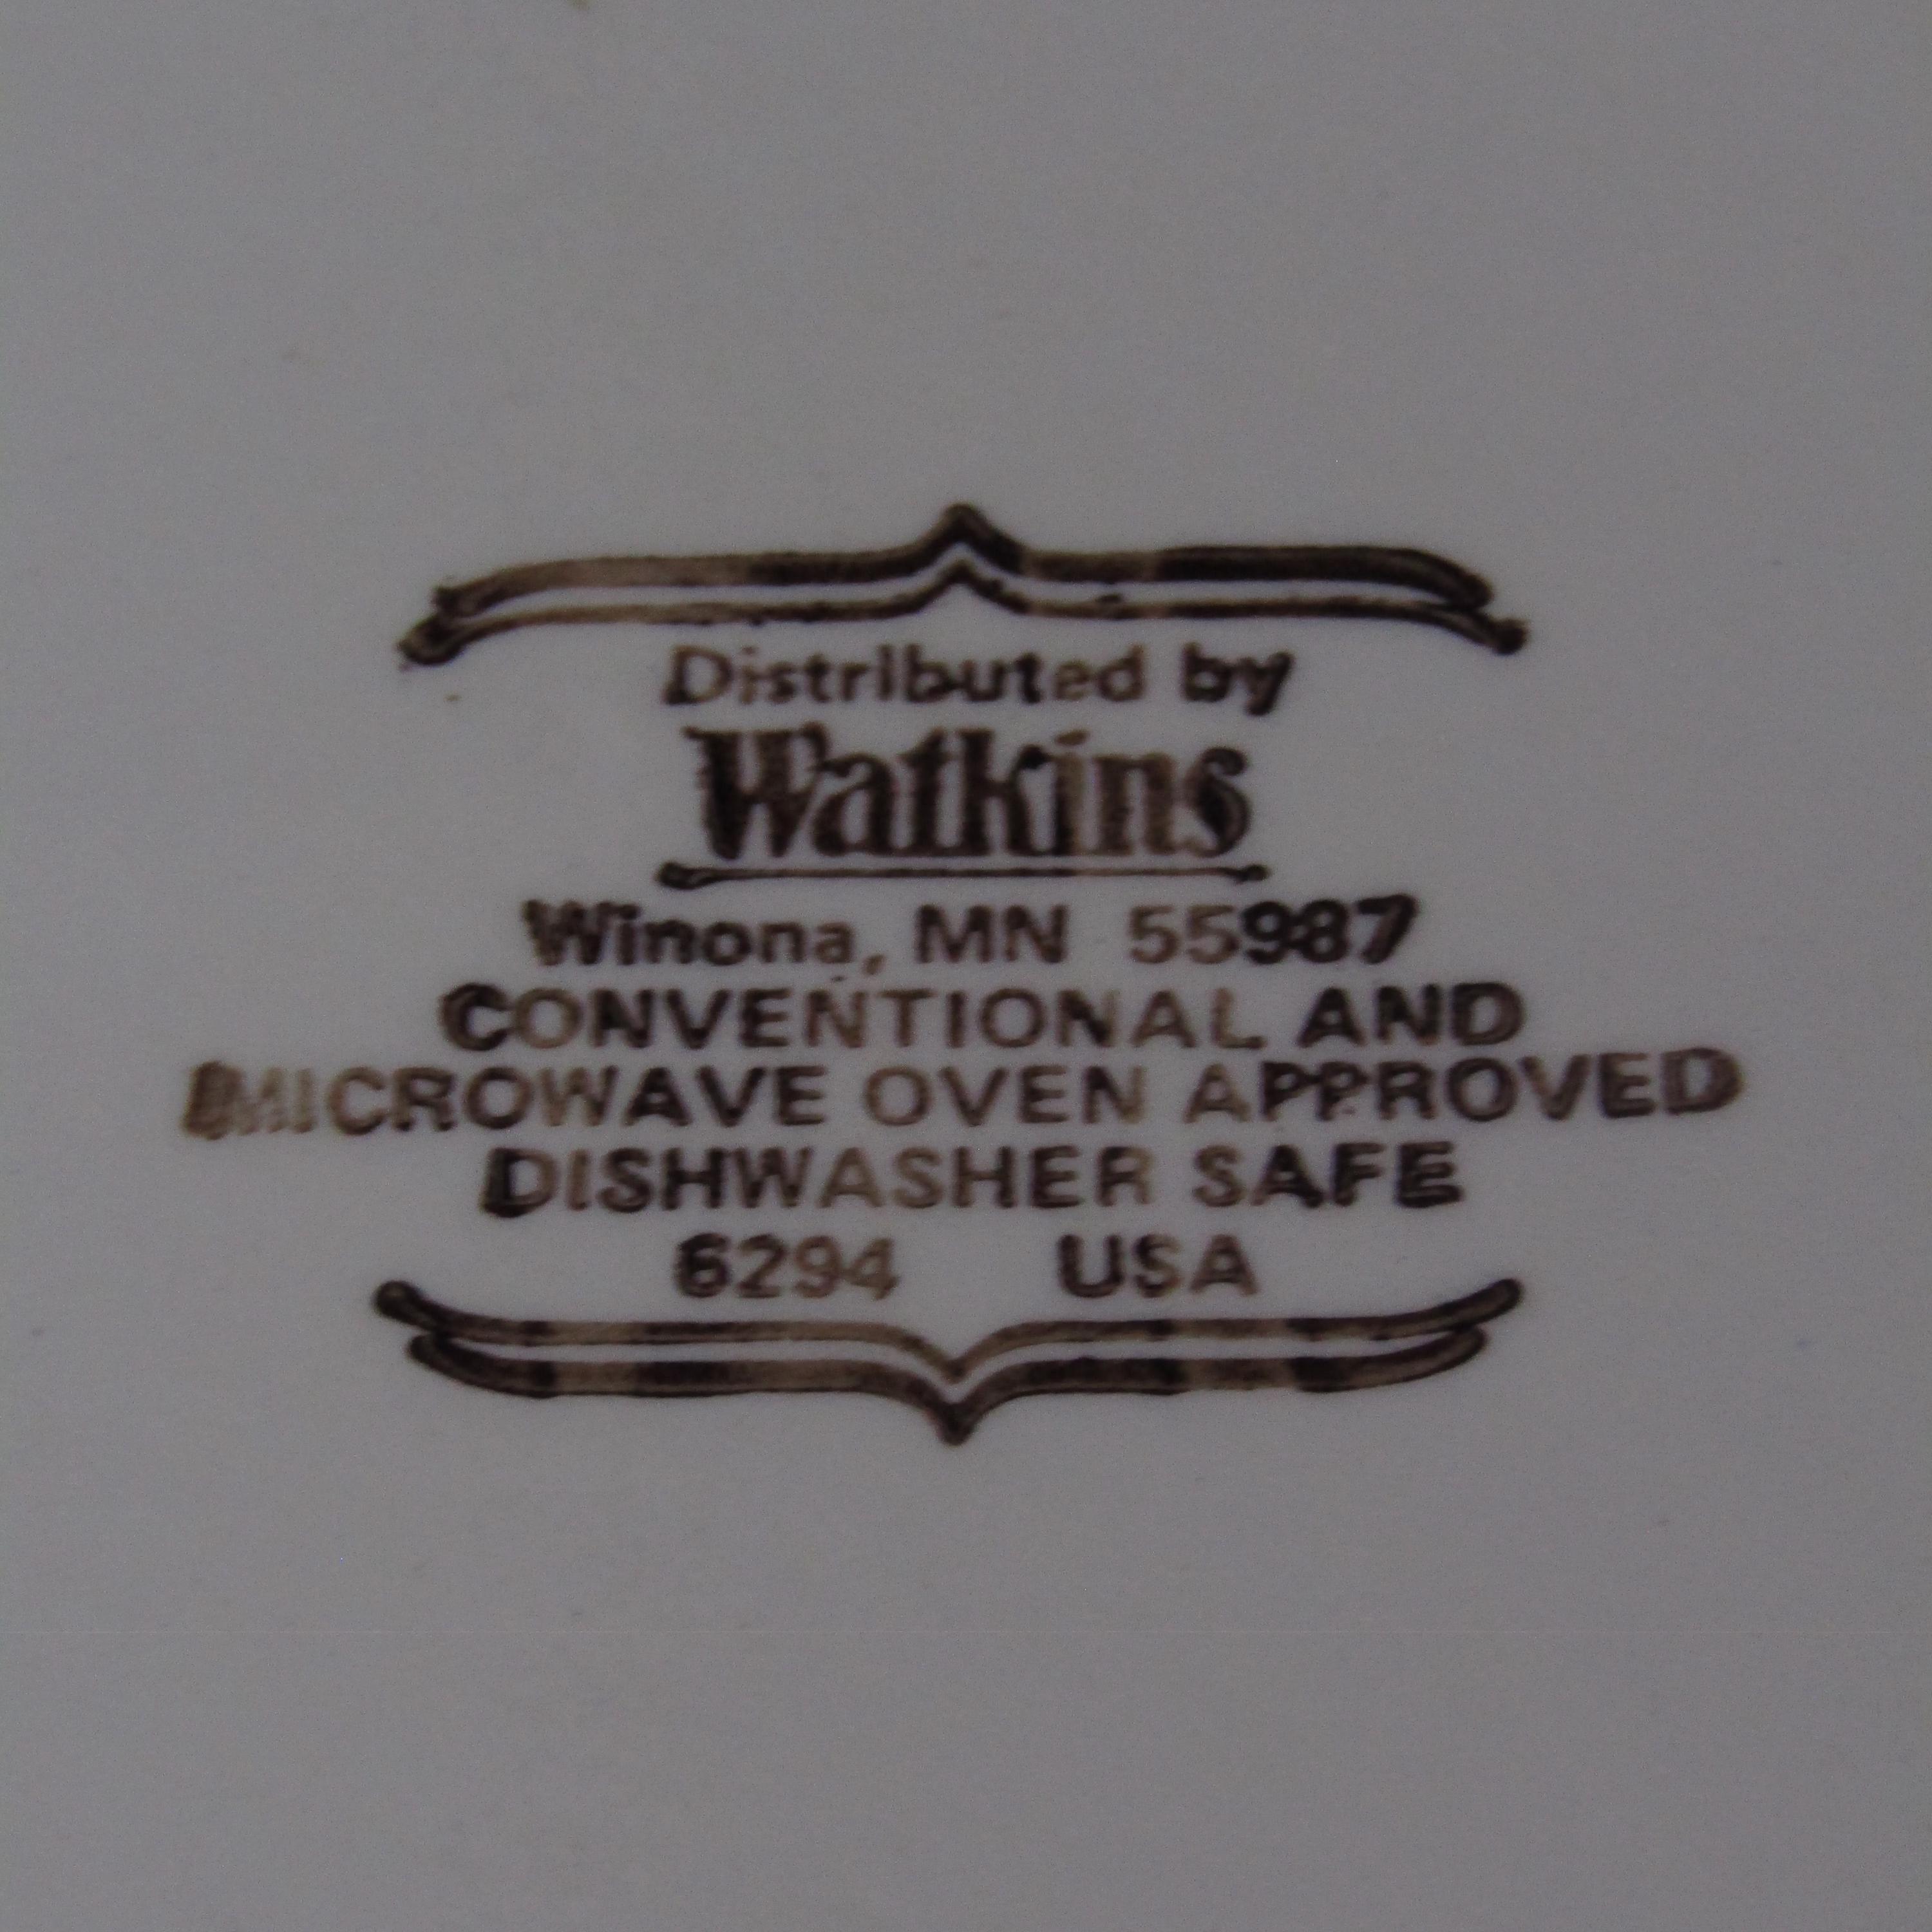 Distributed by
Watkins
Winona, MN 55987
CONVENTIONAL AND
MICROWAVE OVEN APPROVED
DISHWASHER SAFE
6294 USA